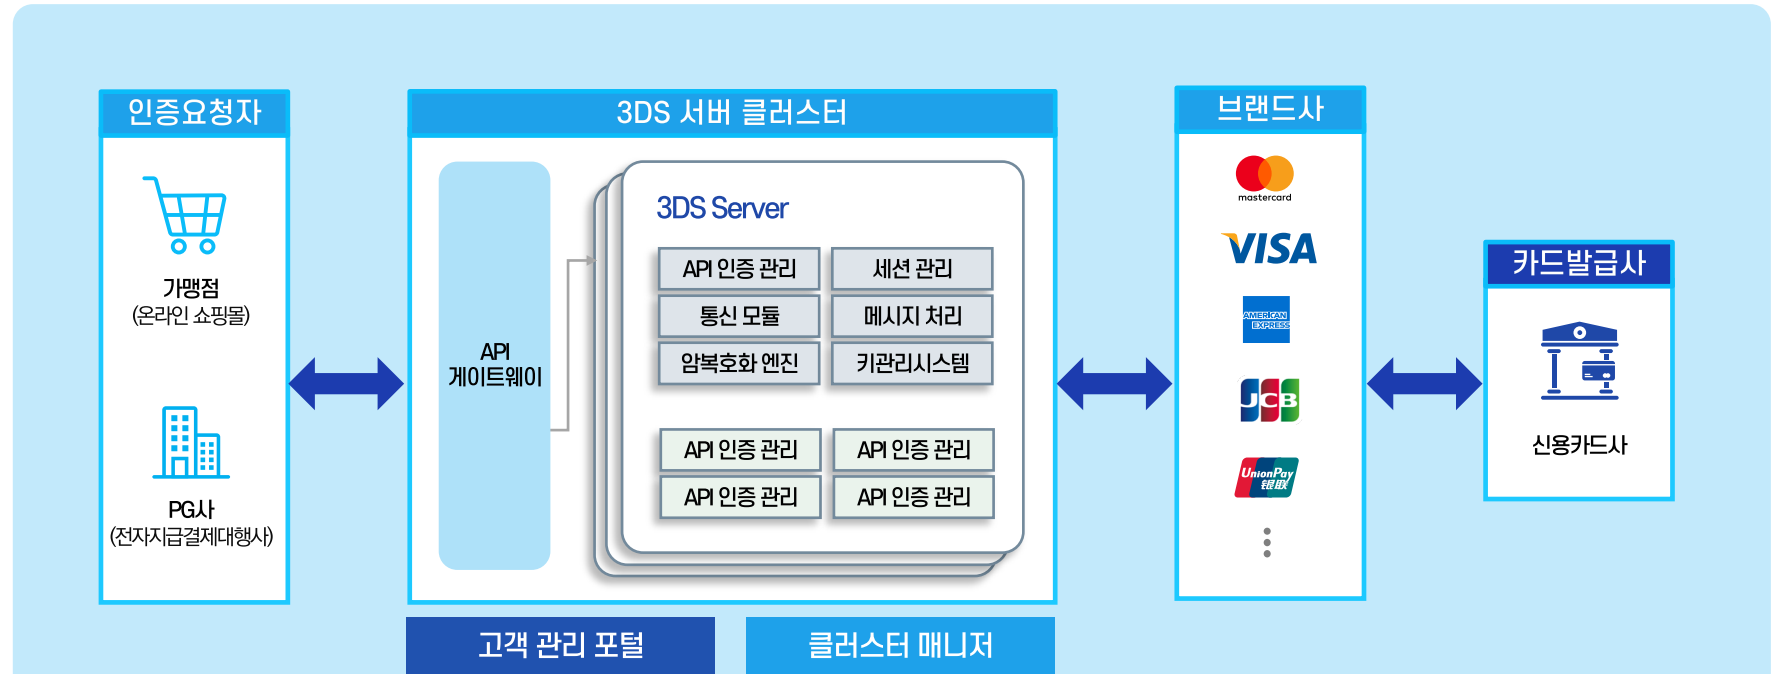 인증요청자
가맹점
(온라인 쇼핑몰)
PG사
(전자지급결제대행사)
3DS 서버 클러스터
API
게이트웨이
3DS Server
API 인증 관리
세션 관리
통신 모듈
메시지 처리
암복호화 엔진
키관리시스템
API 인증 관리
API 인증 관리
API 인증 관리
API 인증 관리
고객 관리 포털
클러스터 매니저
브랜드사
mastercard
VISA
AMERICAN
EXPRESS
JCB
UnionPay
银联
카드발급사
신용카드사